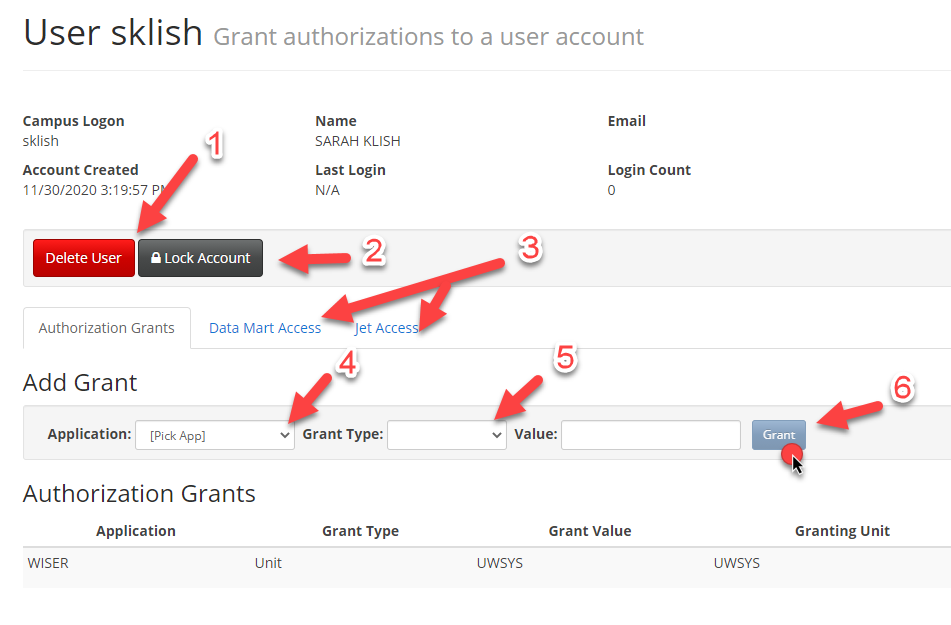 User sklish Grant authorizations to a user account
Campus Logon Name Email
sklish SARAH KLISH
1
Account Created Last Login Login Count
11/30/2020 3:19:57 PM N/A 0
Delete User Lock Account 2 3
Authorization Grants Data Mart Access Jet Access
4 5
Add Grant 6
Application: [Pick App] Grant Type: Value: Grant
Authorization Grants
Application Grant Type Grant Value Granting Unit
WISER Unit UWSYS UWSYS